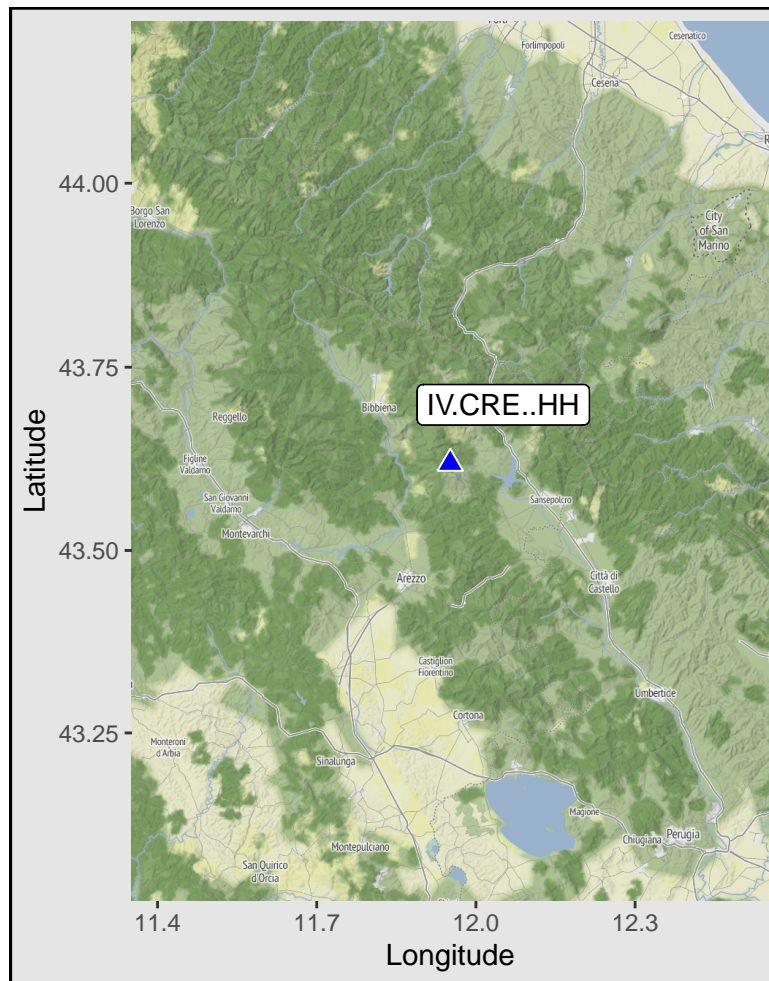 Forlimpopoli
Cesenatico
Cesena
44.00
Borgo San
Lorenzo
City
of San
Marino
43.75
Bibbiena
IV.CRE..HH
Reggello
Latitude
Figline
Valdarno
San Giovanni
Valdarno
Sansepolcro
43.50
Montevarchi
Arezzo
Città di
Castello
Castiglion
Fiorentino
Umbertide
Cortona
43.25
Monteroni
d'Arbia
Sinalunga
Magione
Perugia
Chiugiana
Montepulciano
San Quirico
d'Orcia
11.4
11.7
12.0
12.3
Longitude